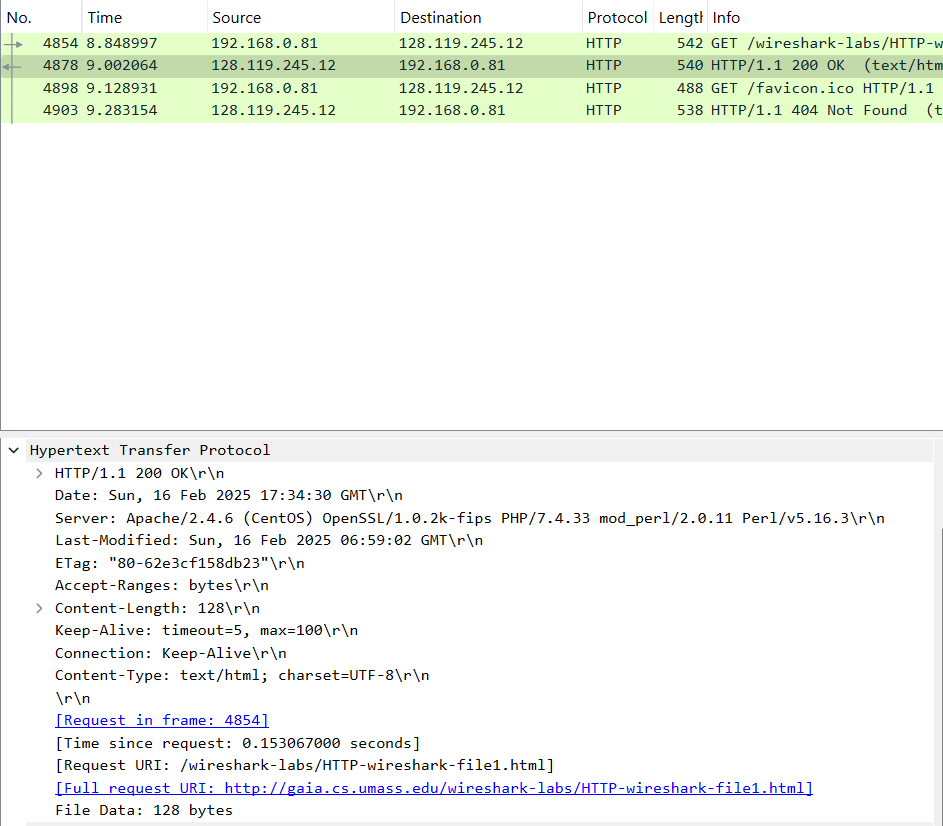 No. Time Source Destination Protocol Length Info
4854 8.848997 192.168.0.81 128.119.245.12 HTTP 542 GET /wireshark-labs/HTTP-w
4878 9.002064 128.119.245.12 192.168.0.81 HTTP 540 HTTP/1.1 200 OK (text/htm
4898 9.128931 192.168.0.81 128.119.245.12 HTTP 488 GET /favicon.ico HTTP/1.1
4903 9.283154 128.119.245.12 192.168.0.81 HTTP 538 HTTP/1.1 404 Not Found (t
Hypertext Transfer Protocol
HTTP/1.1 200 OK\r\n
Date: Sun, 16 Feb 2025 17:34:30 GMT\r\n
Server: Apache/2.4.6 (CentOS) OpenSSL/1.0.2k-fips PHP/7.4.33 mod_perl/2.0.11 Perl/v5.16.3\r\n
Last-Modified: Sun, 16 Feb 2025 06:59:02 GMT\r\n
ETag: "80-62e3cf158db23"\r\n
Accept-Ranges: bytes\r\n
Content-Length: 128\r\n
Keep-Alive: timeout=5, max=100\r\n
Connection: Keep-Alive\r\n
Content-Type: text/html; charset=UTF-8\r\n
\r\n
[Request in frame: 4854]
[Time since request: 0.153067000 seconds]
[Request URI: /wireshark-labs/HTTP-wireshark-file1.html]
[Full request URI: http://gaia.cs.umass.edu/wireshark-labs/HTTP-wireshark-file1.html]
File Data: 128 bytes